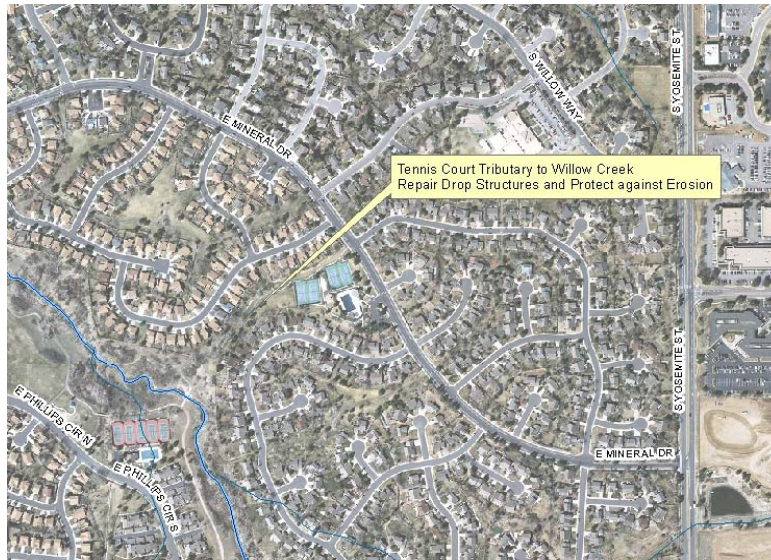 S WILLOW WAY
S YOSEMITE ST
E MINERAL DR
Tennis Court Tributary to Willow Creek
Repair Drop Structures and Protect against Erosion
S YOSEMITE ST
E PHILLIPS CIR N
E PHILLIPS CIR S
E MINERAL DR